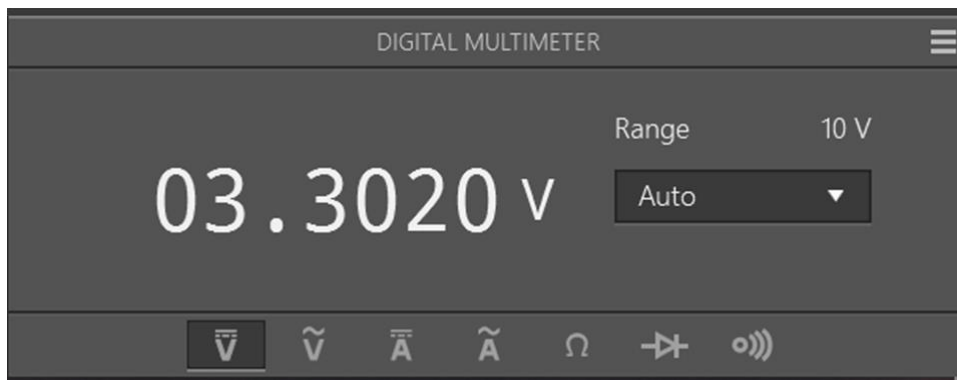 DIGITAL MULTIMETER
Range 10 V
03.3020 V
Auto
V V A A Ω